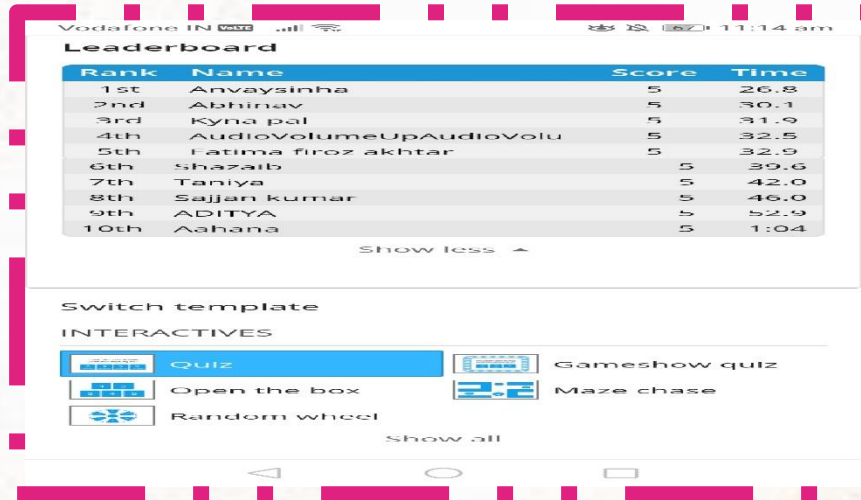 Vodafone IN VoLTE 67 11:14 am
Leaderboard
Rank Name Score Time
1st Anvaysinha 5 26.8
2nd Abhinav 5 30.1
3rd Kyna pal 5 31.9
4th AudioVolumeUpAudioVolu 5 32.5
5th Fatima firoz akhtar 5 32.9
6th Shazaib 5 39.6
7th Taniya 5 42.0
8th Sajjan kumar 5 46.0
9th ADITYA 5 52.9
10th Aahana 5 1:04
Show less
Switch template
INTERACTIVES
Quiz Gameshow quiz
Open the box Maze chase
Random wheel
Show all